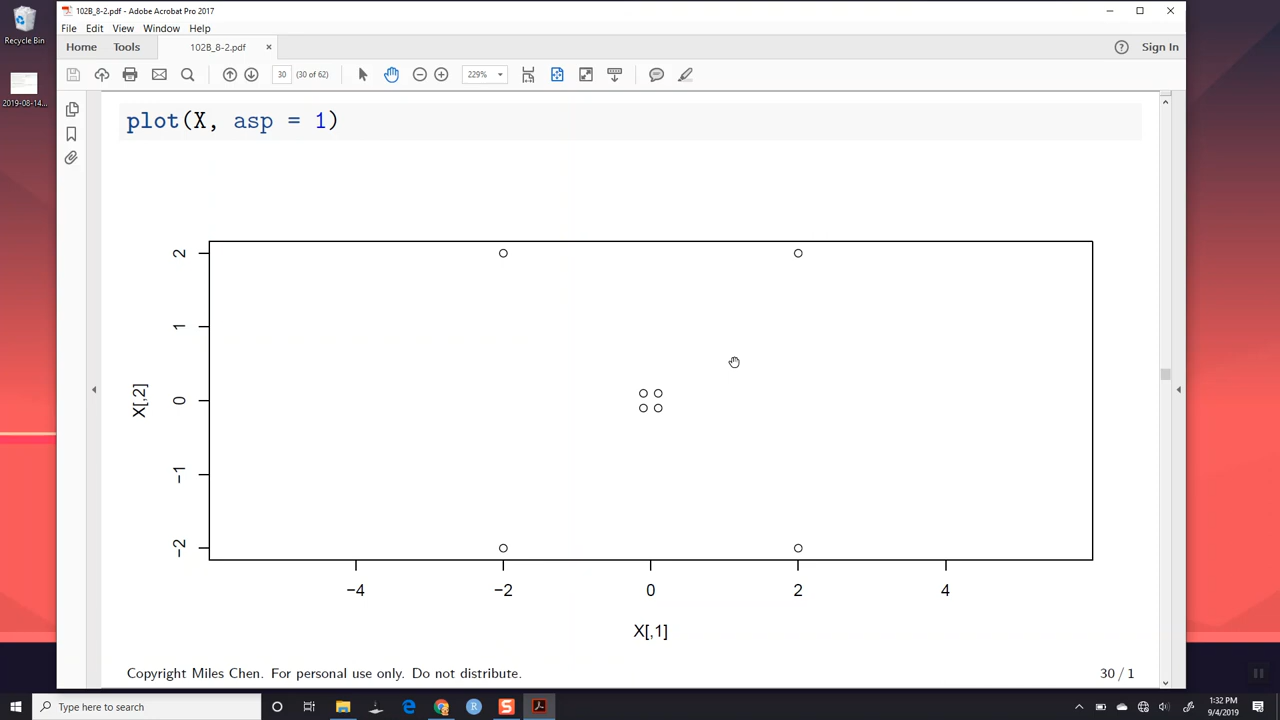 Recycle Bin
2019-08-14...
102B_8-2.pdf - Adobe Acrobat Pro 2017
File Edit View Window Help
Home Tools 102B_8-2.pdf × Sign In
30 (30 of 62) 229%
plot(X, asp = 1)
2
1
0
−1
−2
X[,2]
−4 −2 0 2 4
X[,1]
Copyright Miles Chen. For personal use only. Do not distribute. 30 / 1
Type here to search
1:32 PM
9/4/2019